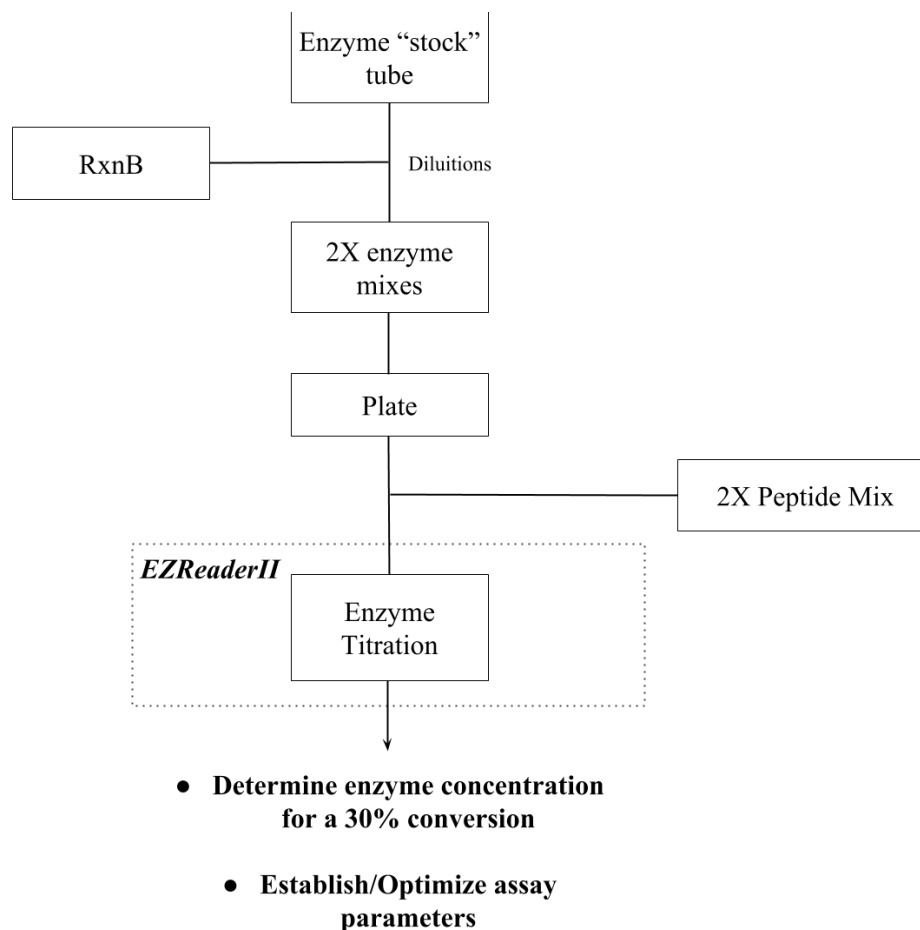 Enzyme “stock”
tube
RxnB
Diluitions
2X enzyme
mixes
Plate
2X Peptide Mix
EZReaderII
Enzyme
Titration
● Determine enzyme concentration
for a 30% conversion
● Establish/Optimize assay
parameters